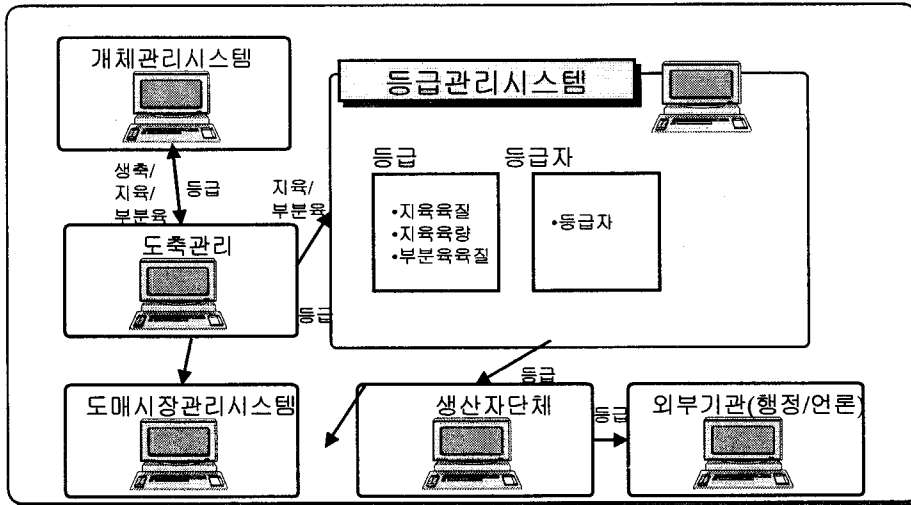 개체관리시스템
등급관리시스템
생축/
지육/
부분육
등급
지육/
부분육
등급
등급자
•지육육질
•지육육량
•부분육육질
•등급자
도축관리
등급
등급
도매시장관리시스템
생산자단체
등급
외부기관(행정/언론)